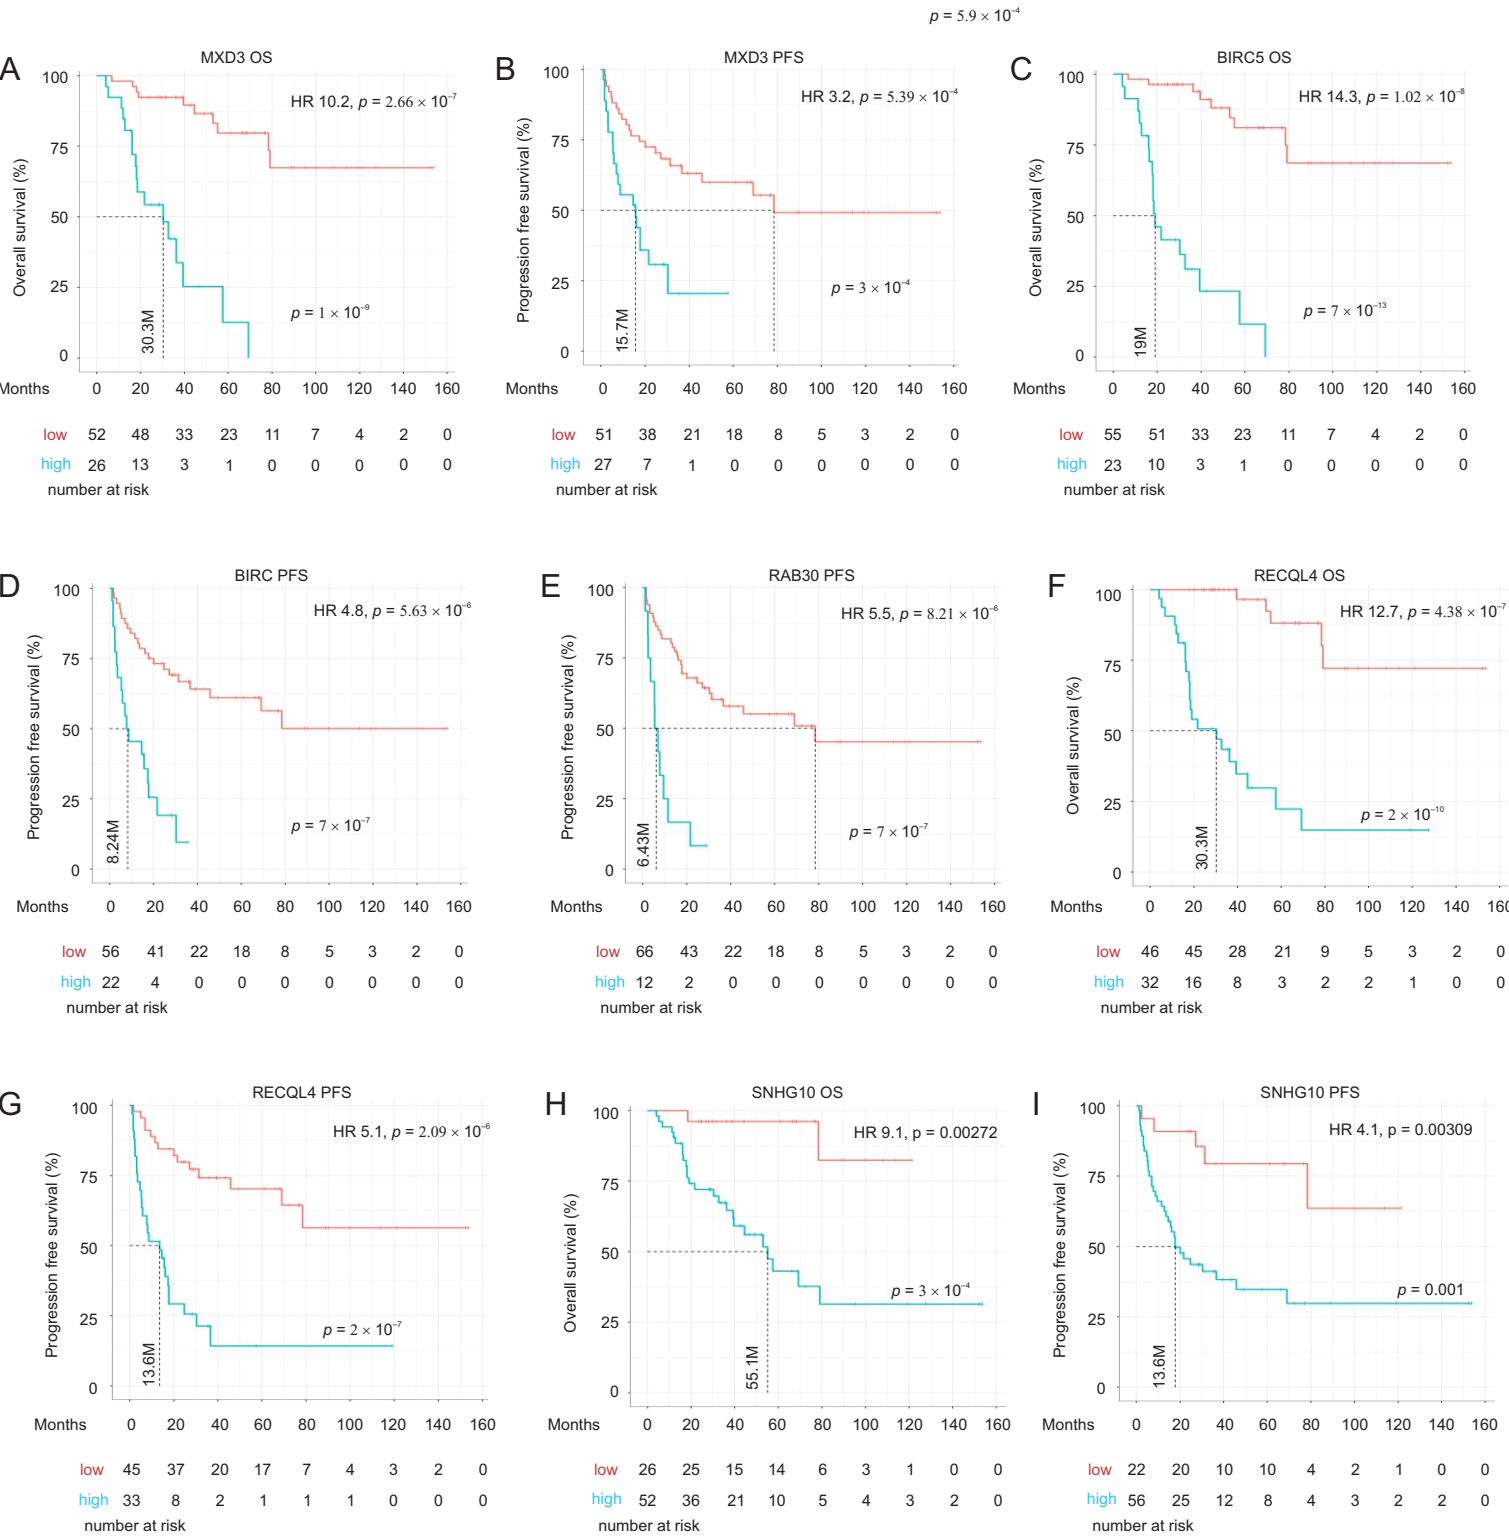 p = 5.9 × 10⁻⁴
A
MXD3 OS
HR 10.2, p = 2.66 × 10⁻⁷
p = 1 × 10⁻⁹
Overall survival (%)
100
75
50
25
0
30.3M
Months 0 20 40 60 80 100 120 140 160
low 52 48 33 23 11 7 4 2 0
high 26 13 3 1 0 0 0 0 0
number at risk
B
MXD3 PFS
HR 3.2, p = 5.39 × 10⁻⁴
p = 3 × 10⁻⁴
Progression free survival (%)
100
75
50
25
0
15.7M
Months 0 20 40 60 80 100 120 140 160
low 51 38 21 18 8 5 3 2 0
high 27 7 1 0 0 0 0 0 0
number at risk
C
BIRC5 OS
HR 14.3, p = 1.02 × 10⁻⁸
p = 7 × 10⁻¹³
Overall survival (%)
100
75
50
25
0
19M
Months 0 20 40 60 80 100 120 140 160
low 55 51 33 23 11 7 4 2 0
high 23 10 3 1 0 0 0 0 0
number at risk
D
BIRC PFS
HR 4.8, p = 5.63 × 10⁻⁶
p = 7 × 10⁻⁷
Progression free survival (%)
100
75
50
25
0
8.24M
Months 0 20 40 60 80 100 120 140 160
low 56 41 22 18 8 5 3 2 0
high 22 4 0 0 0 0 0 0 0
number at risk
E
RAB30 PFS
HR 5.5, p = 8.21 × 10⁻⁶
p = 7 × 10⁻⁷
Progression free survival (%)
100
75
50
25
0
6.43M
Months 0 20 40 60 80 100 120 140 160
low 66 43 22 18 8 5 3 2 0
high 12 2 0 0 0 0 0 0 0
number at risk
F
RECQL4 OS
HR 12.7, p = 4.38 × 10⁻⁷
p = 2 × 10⁻¹⁰
Overall survival (%)
100
75
50
25
0
30.3M
Months 0 20 40 60 80 100 120 140 160
low 46 45 28 21 9 5 3 2 0
high 32 16 8 3 2 2 1 0 0
number at risk
G
RECQL4 PFS
HR 5.1, p = 2.09 × 10⁻⁶
p = 2 × 10⁻⁷
Progression free survival (%)
100
75
50
25
0
13.6M
Months 0 20 40 60 80 100 120 140 160
low 45 37 20 17 7 4 3 2 0
high 33 8 2 1 1 1 0 0 0
number at risk
H
SNHG10 OS
HR 9.1, p = 0.00272
p = 3 × 10⁻⁴
Overall survival (%)
100
75
50
25
0
55.1M
Months 0 20 40 60 80 100 120 140 160
low 26 25 15 14 6 3 1 0 0
high 52 36 21 10 5 4 3 2 0
number at risk
I
SNHG10 PFS
HR 4.1, p = 0.00309
p = 0.001
Progression free survival (%)
100
75
50
25
0
13.6M
Months 0 20 40 60 80 100 120 140 160
low 22 20 10 10 4 2 1 0 0
high 56 25 12 8 4 3 2 2 0
number at risk